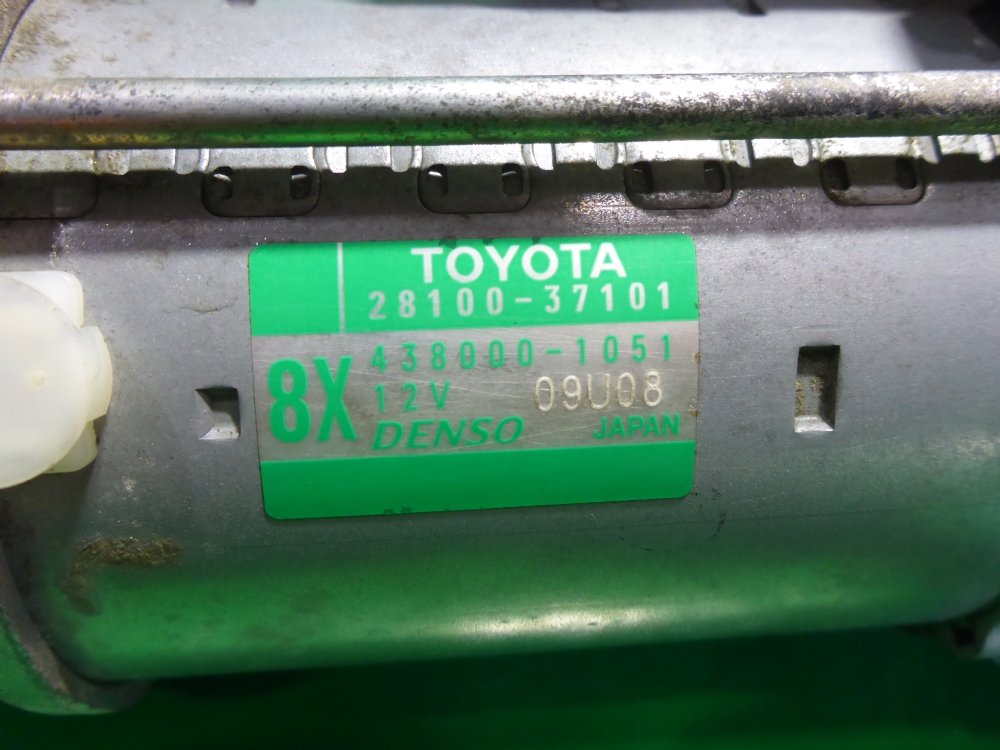 TOYOTA
28100-37101
8X
438000-1051
12V 09U08
DENSO JAPAN